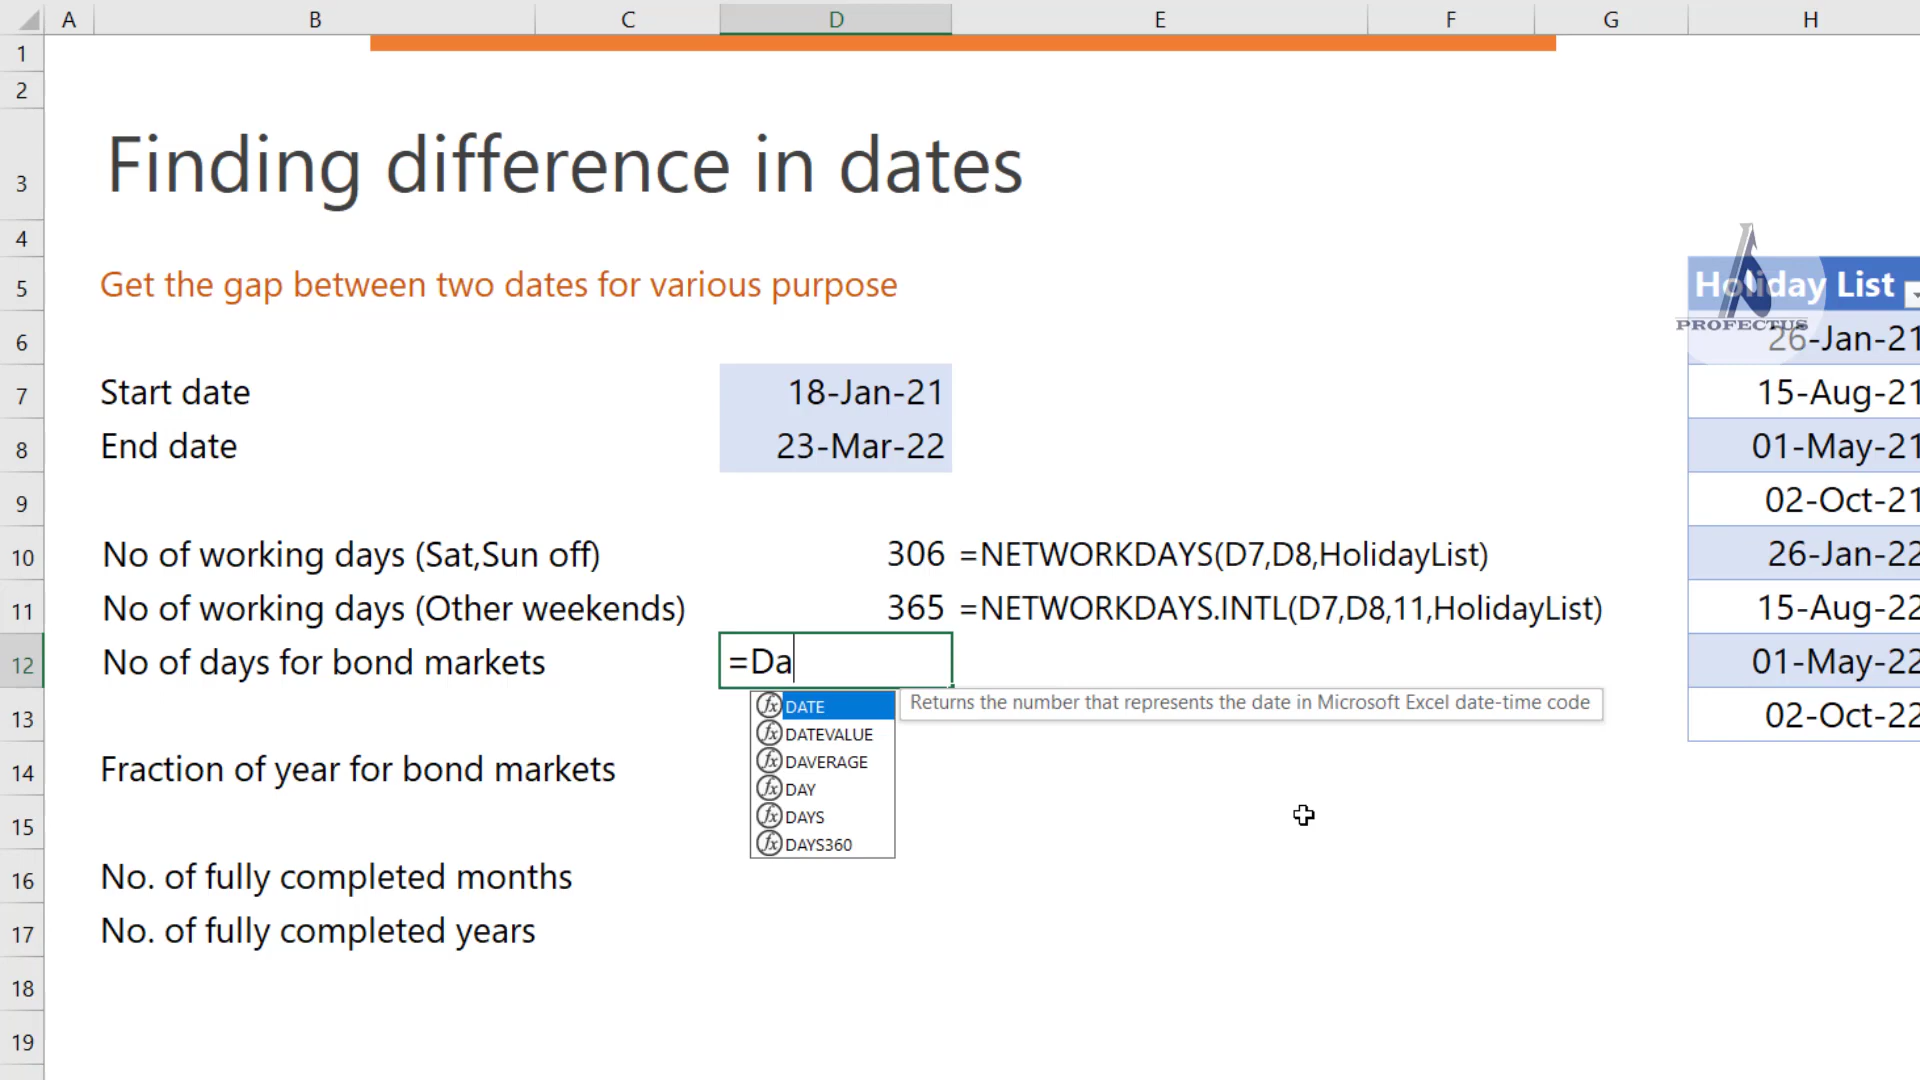 A B C D E F G H
1
2
3 Finding difference in dates
4
5 Get the gap between two dates for various purpose Holiday List
PROFECTUS
6 26-Jan-21
7 Start date 18-Jan-21 15-Aug-21
8 End date 23-Mar-22 01-May-21
9 02-Oct-21
10 No of working days (Sat,Sun off) 306 =NETWORKDAYS(D7,D8,HolidayList) 26-Jan-22
11 No of working days (Other weekends) 365 =NETWORKDAYS.INTL(D7,D8,11,HolidayList) 15-Aug-22
12 No of days for bond markets =Da 01-May-22
fx DATE Returns the number that represents the date in Microsoft Excel date-time code
13 02-Oct-22
fx DATEVALUE
fx DAVERAGE
14 Fraction of year for bond markets
fx DAY
fx DAYS
15
fx DAYS360
16 No. of fully completed months
17 No. of fully completed years
18
19